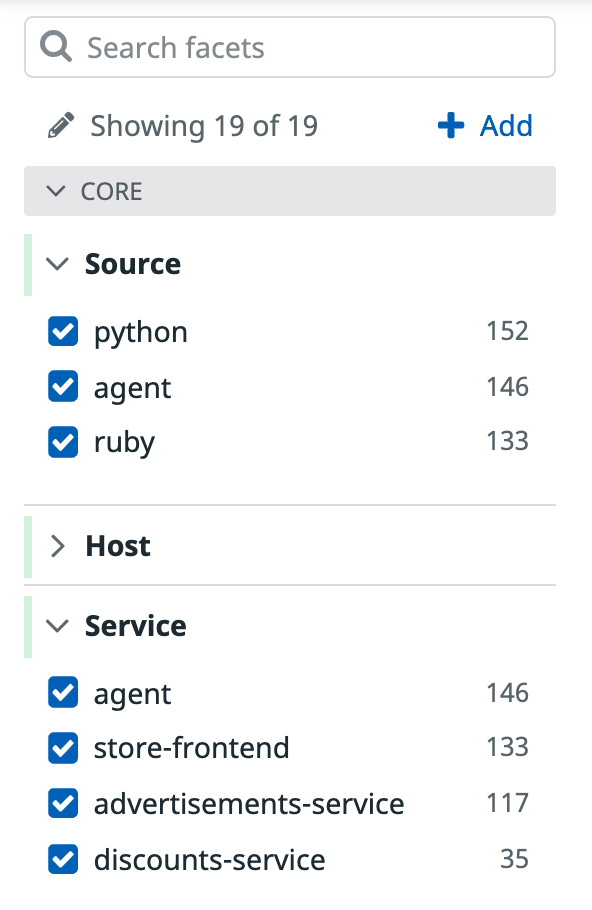 Search facets
Showing 19 of 19 Add
CORE
Source
python 152
agent 146
ruby 133
Host
Service
agent 146
store-frontend 133
advertisements-service 117
discounts-service 35